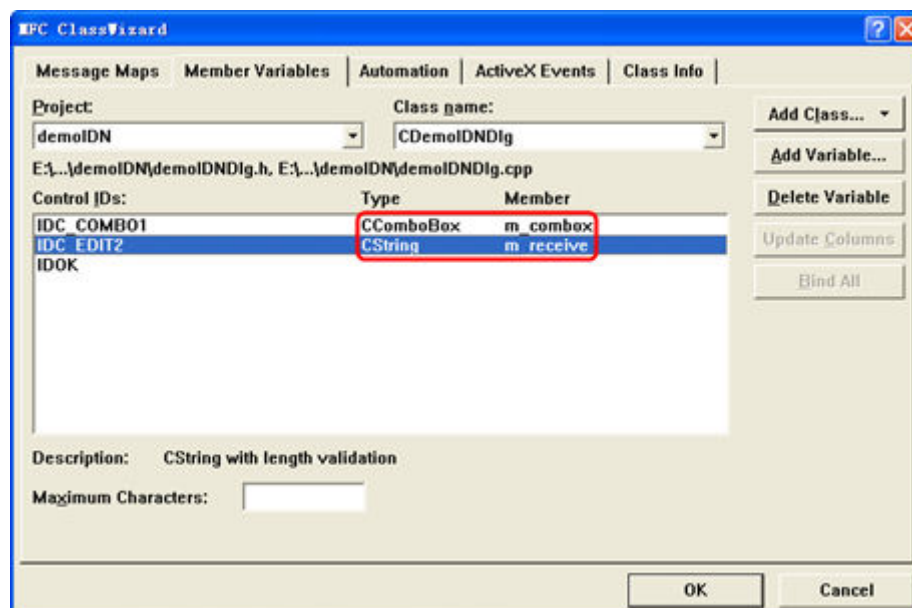 MFC ClassWizard
Message Maps Member Variables Automation ActiveX Events Class Info
Project: Class name:
demoIDN CDemoIDNDlg
Add Class...
E:\...\demoIDN\demoIDNDlg.h, E:\...\demoIDN\demoIDNDlg.cpp
Add Variable...
Control IDs: Type Member
Delete Variable
IDC_COMBO1 CComboBox m_combox
IDC_EDIT2 CString m_receive
Update Columns
IDOK
Bind All
Description: CString with length validation
Maximum Characters:
OK Cancel